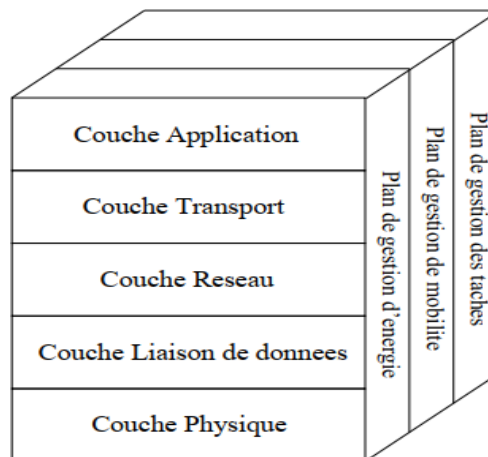 Couche Application
Couche Transport
Couche Reseau
Couche Liaison de donnees
Couche Physique
Plan de gestion d'energie
Plan de gestion de mobilite
Plan de gestion des taches